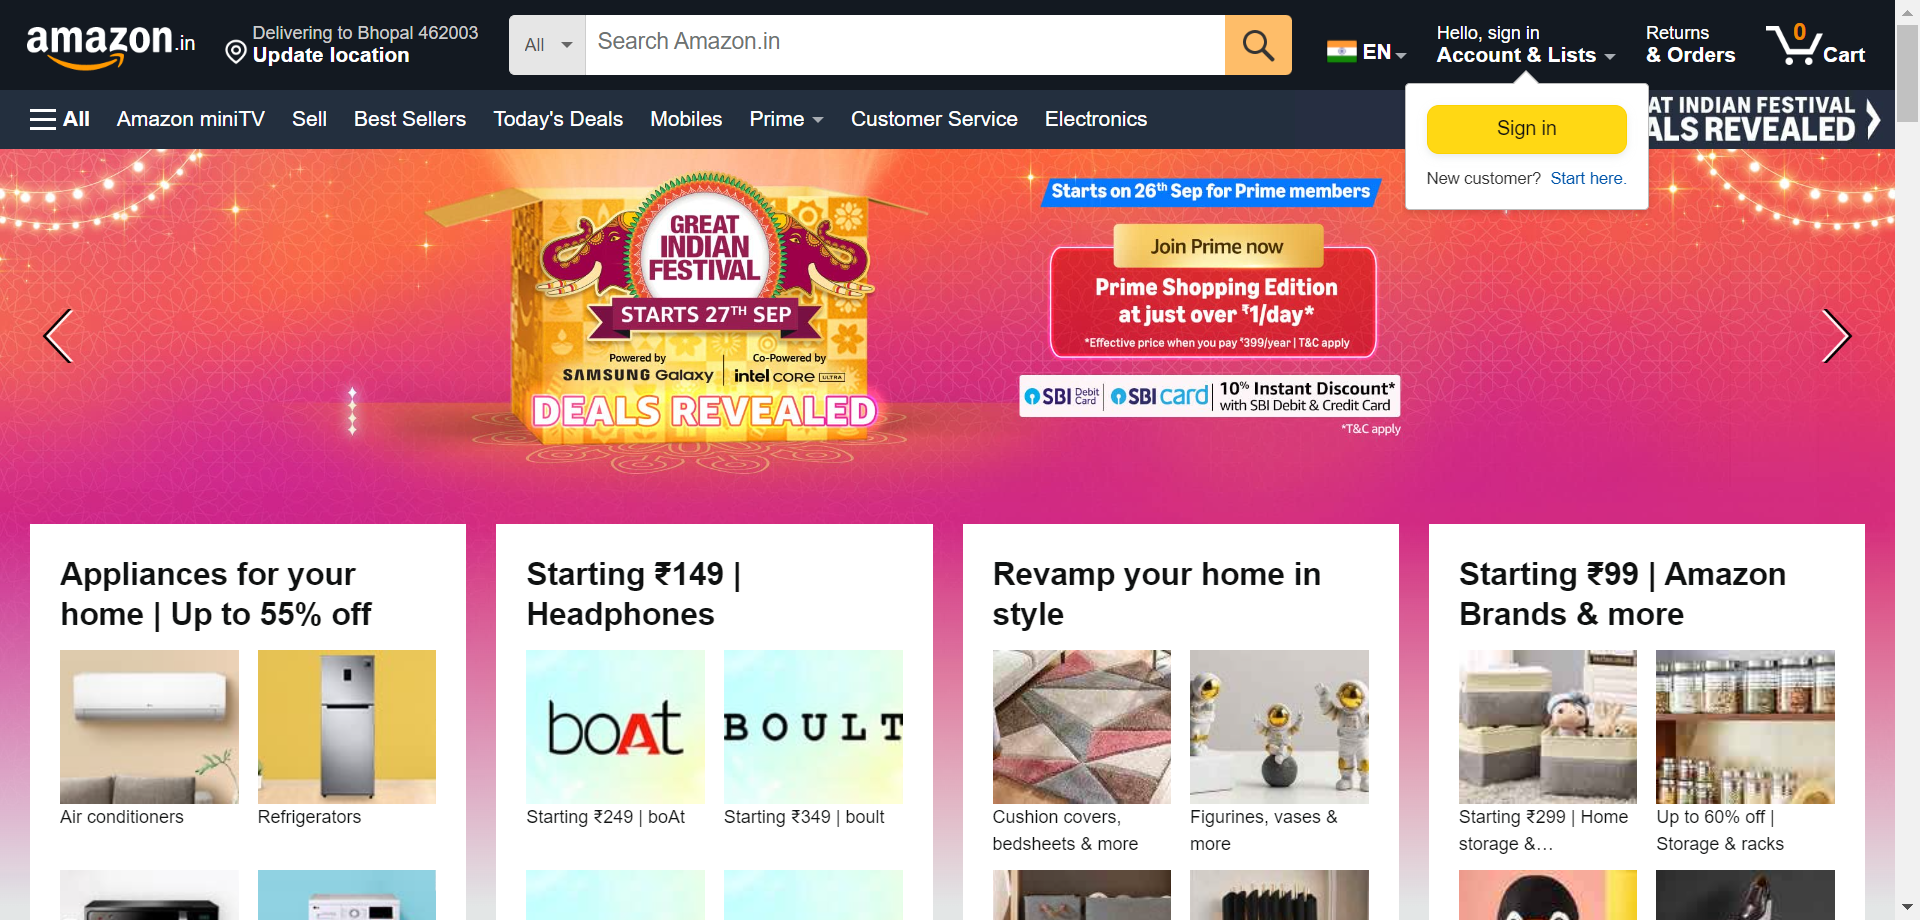 amazon.in
Delivering to Bhopal 462003
Update location
All
Search Amazon.in
EN
Hello, sign in
Account & Lists
Returns
& Orders
0
Cart
All
Amazon miniTV
Sell
Best Sellers
Today's Deals
Mobiles
Prime
Customer Service
Electronics
Sign in
New customer? Start here.
AT INDIAN FESTIVAL
ALS REVEALED
GREAT
INDIAN
FESTIVAL
STARTS 27TH SEP
Powered by
SAMSUNG Galaxy
Co-Powered by
intel CORE ULTRA
DEALS REVEALED
Starts on 26th Sep for Prime members
Join Prime now
Prime Shopping Edition
at just over ₹1/day*
*Effective price when you pay ₹399/year | T&C apply
SBI Debit Card
SBI card
10% Instant Discount*
with SBI Debit & Credit Card
*T&C apply
Appliances for your
home | Up to 55% off
Air conditioners
Refrigerators
Starting ₹149 |
Headphones
boAt
BOULT
Starting ₹249 | boAt
Starting ₹349 | boult
Revamp your home in
style
Cushion covers,
bedsheets & more
Figurines, vases &
more
Starting ₹99 | Amazon
Brands & more
Starting ₹299 | Home
storage &…
Up to 60% off |
Storage & racks